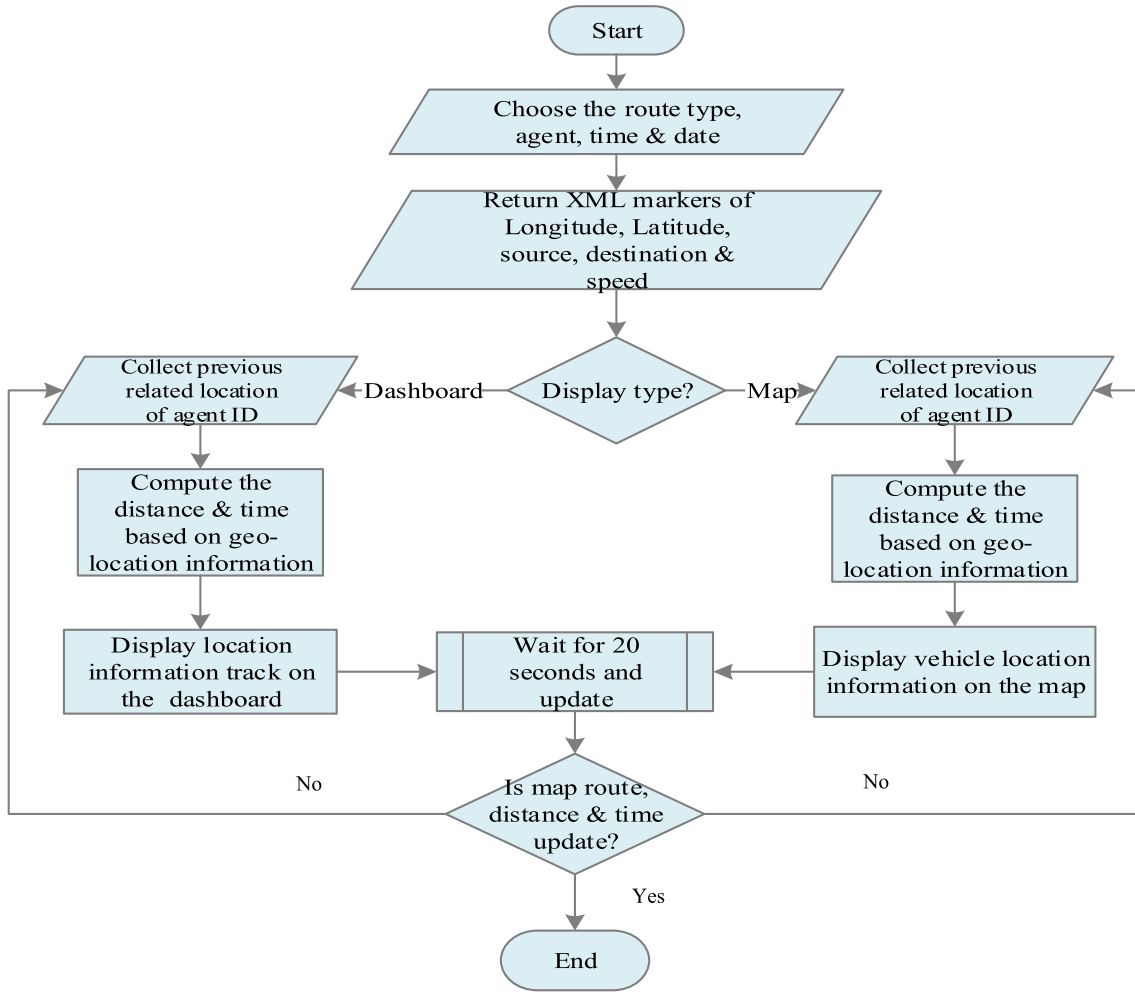 Start
Choose the route type,
agent, time & date
Return XML markers of
Longitude, Latitude,
source, destination &
speed
Display type?
Dashboard
Map
Collect previous
related location
of agent ID
Compute the
distance & time
based on geo-
location information
Display location
information track on
the dashboard
Collect previous
related location
of agent ID
Compute the
distance & time
based on geo-
location information
Display vehicle location
information on the map
Wait for 20
seconds and
update
Is map route,
distance & time
update?
No
No
Yes
End